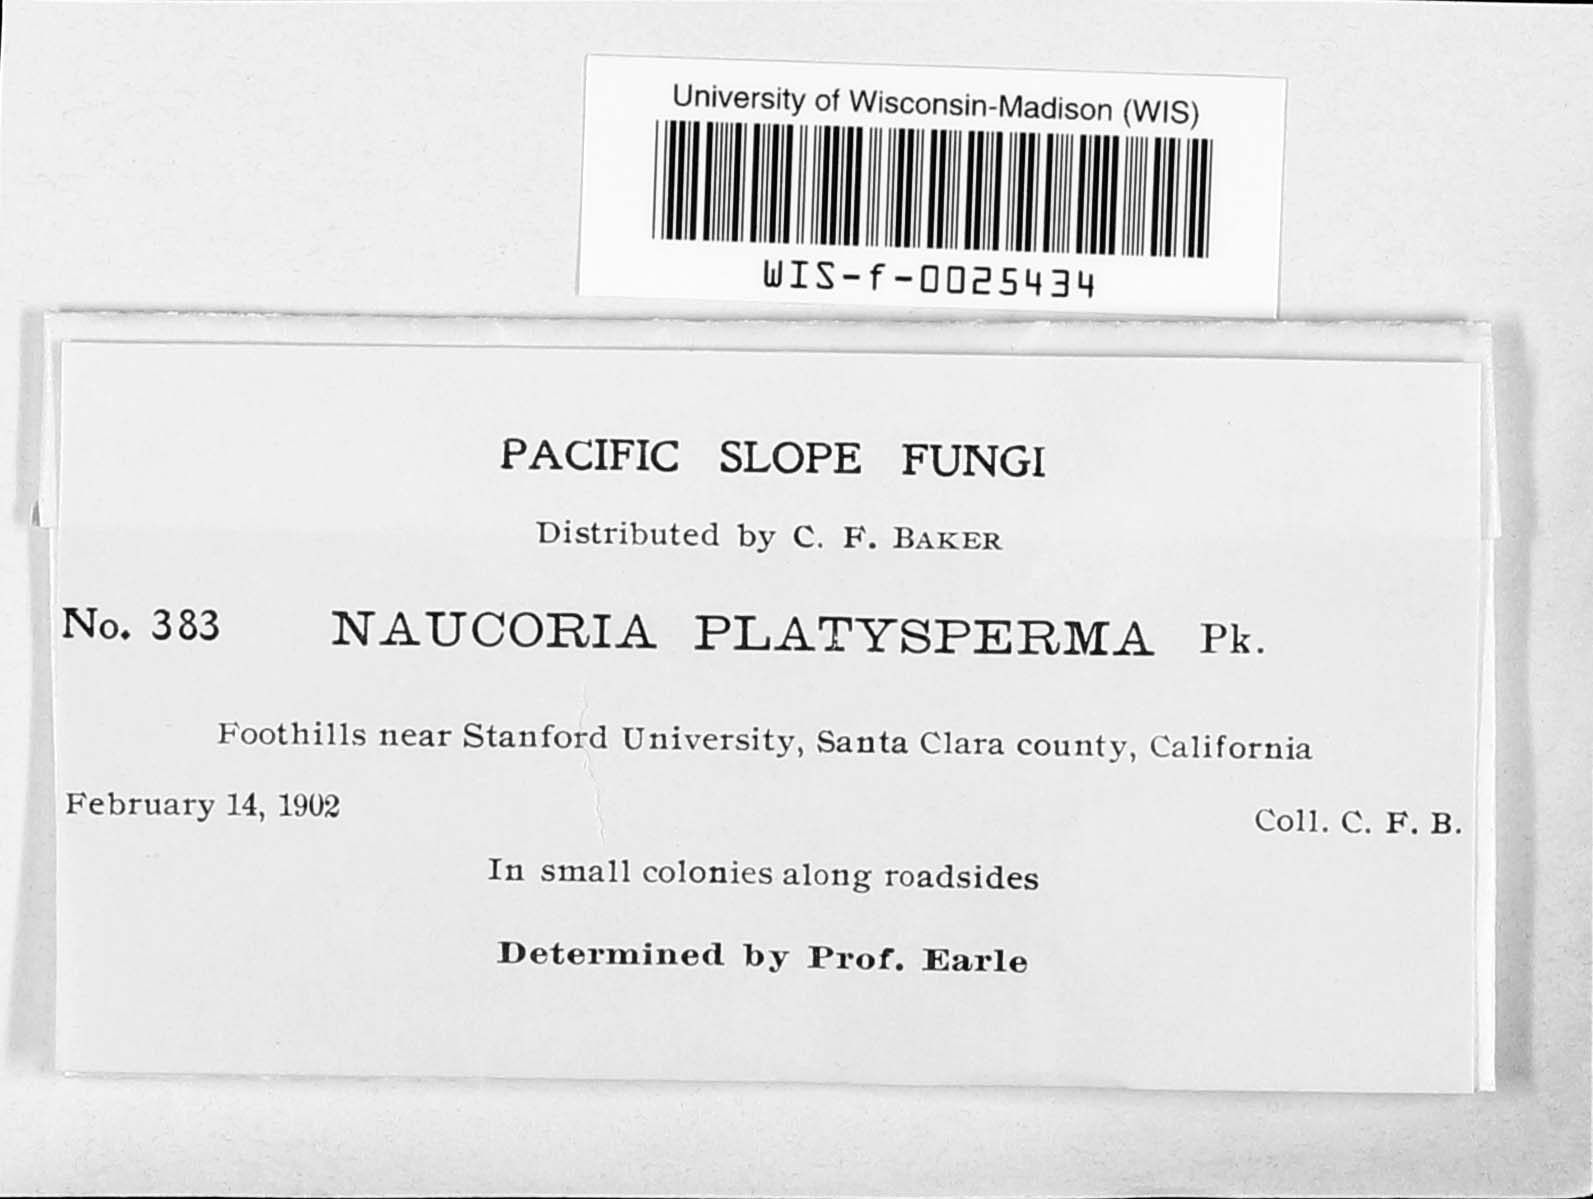 University of Wisconsin-Madison (WIS)
WIS-f-0025434
PACIFIC SLOPE FUNGI
Distributed by C. F. BAKER
No. 383 NAUCORIA PLATYSPERMA Pk.
Foothills near Stanford University, Santa Clara county, California
February 14, 1902 Coll. C. F. B.
In small colonies along roadsides
Determined by Prof. Earle